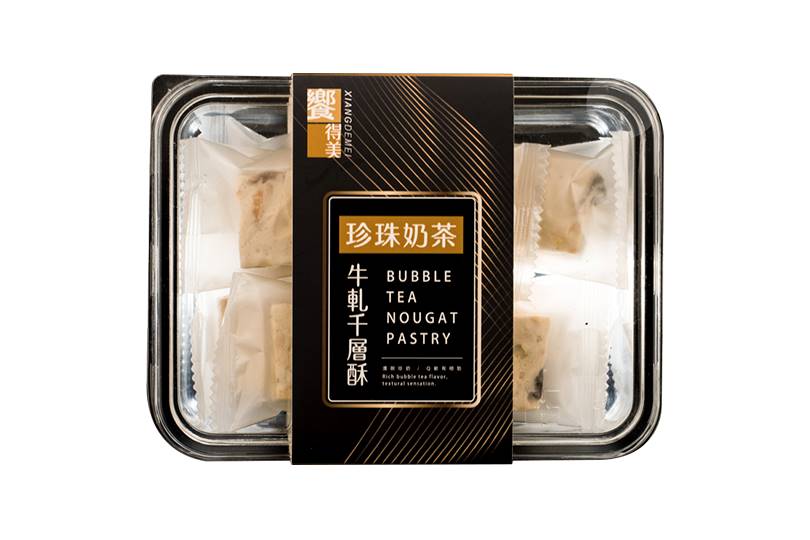 饗
得美
XIANGDEMEI
珍珠奶茶
牛軋千層酥
BUBBLE
TEA
NOUGAT
PASTRY
Rich bubble tea flavor,
textural sensation.